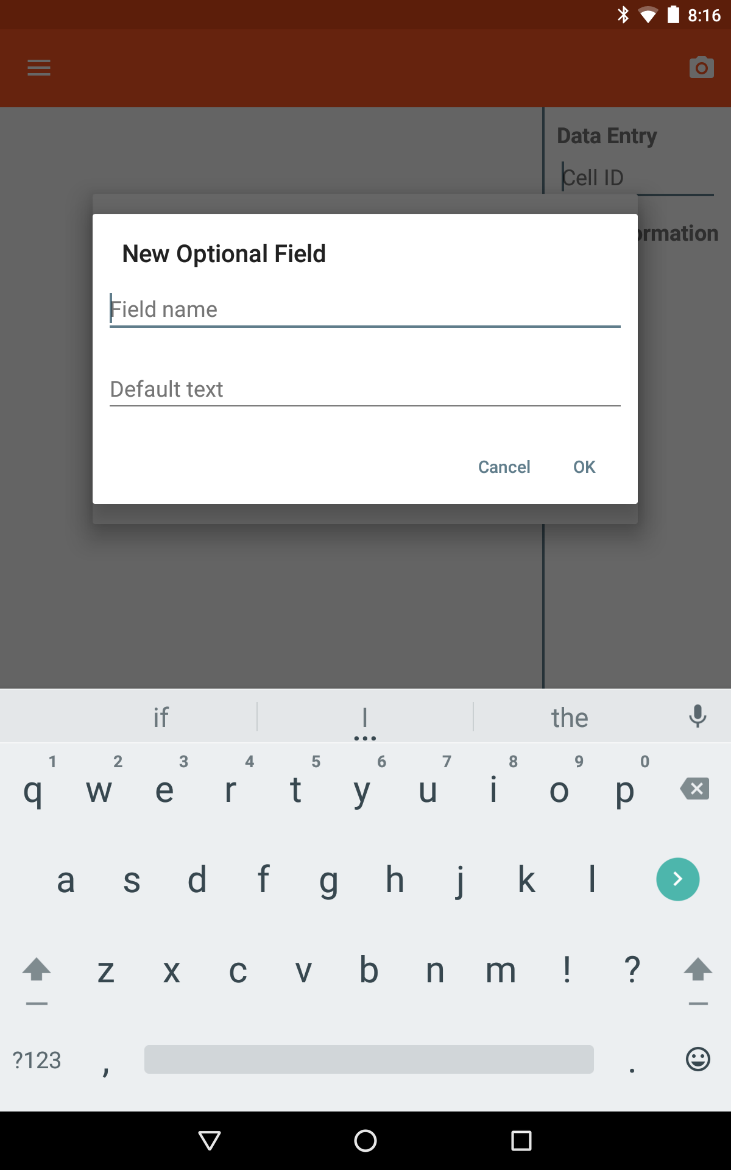 8:16
Data Entry
Cell ID
ormation
New Optional Field
Field name
Default text
Cancel OK
if I the
1 2 3 4 5 6 7 8 9 0
q w e r t y u i o p
a s d f g h j k l
z x c v b n m ! ?
?123 , .